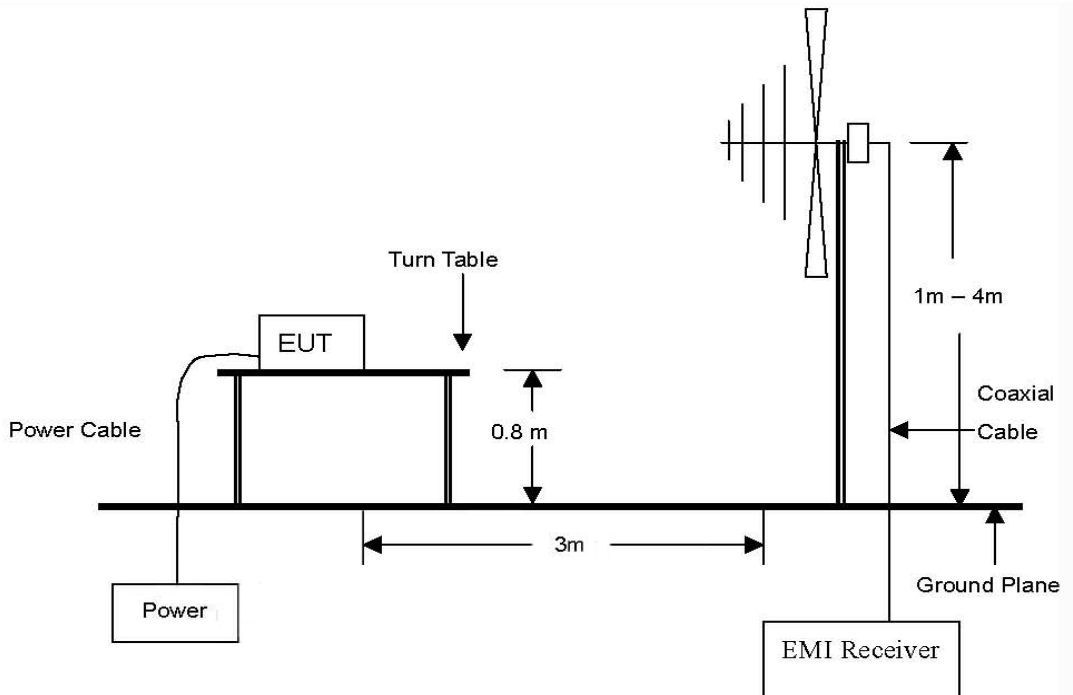 Turn Table
1m – 4m
EUT
Coaxial
Cable
Power Cable
0.8 m
3m
Ground Plane
Power
EMI Receiver